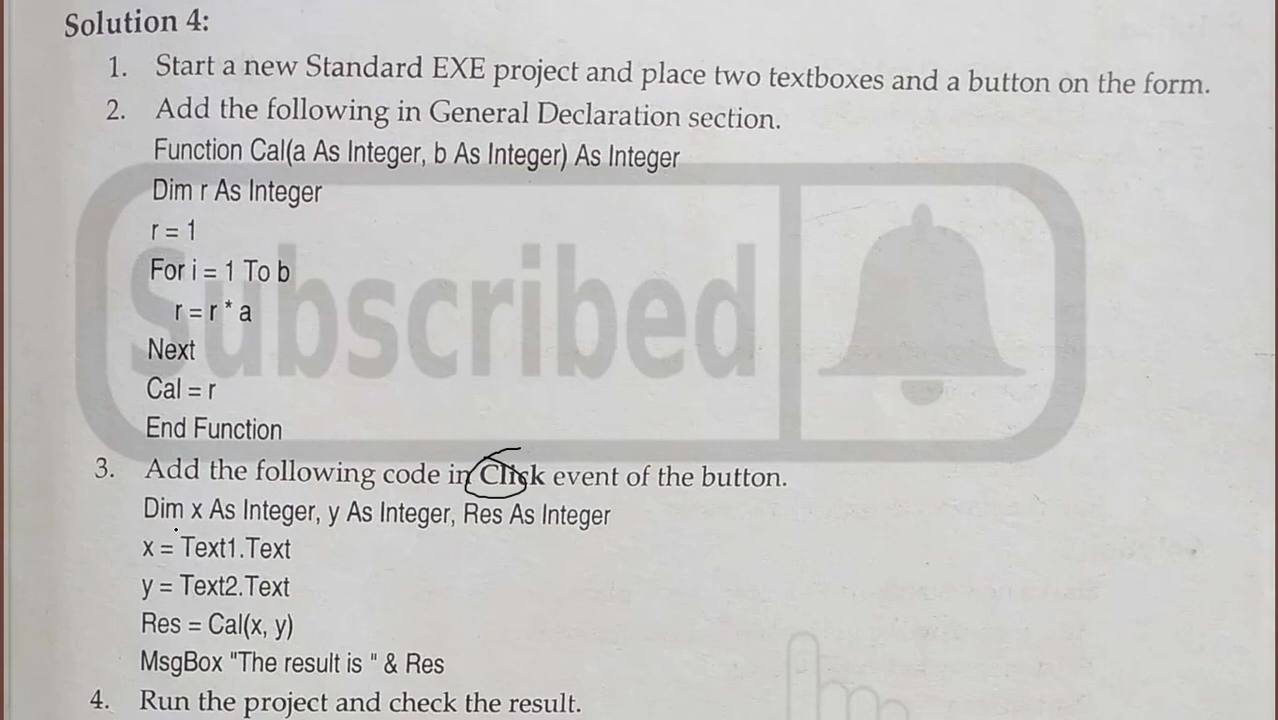 Solution 4:
1. Start a new Standard EXE project and place two textboxes and a button on the form.
2. Add the following in General Declaration section.
Function Cal(a As Integer, b As Integer) As Integer
Dim r As Integer
r = 1
For i = 1 To b
r = r * a
Next
Cal = r
End Function
Subscribed
3. Add the following code in Click event of the button.
Dim x As Integer, y As Integer, Res As Integer
x = Text1.Text
y = Text2.Text
Res = Cal(x, y)
MsgBox "The result is " & Res
4. Run the project and check the result.